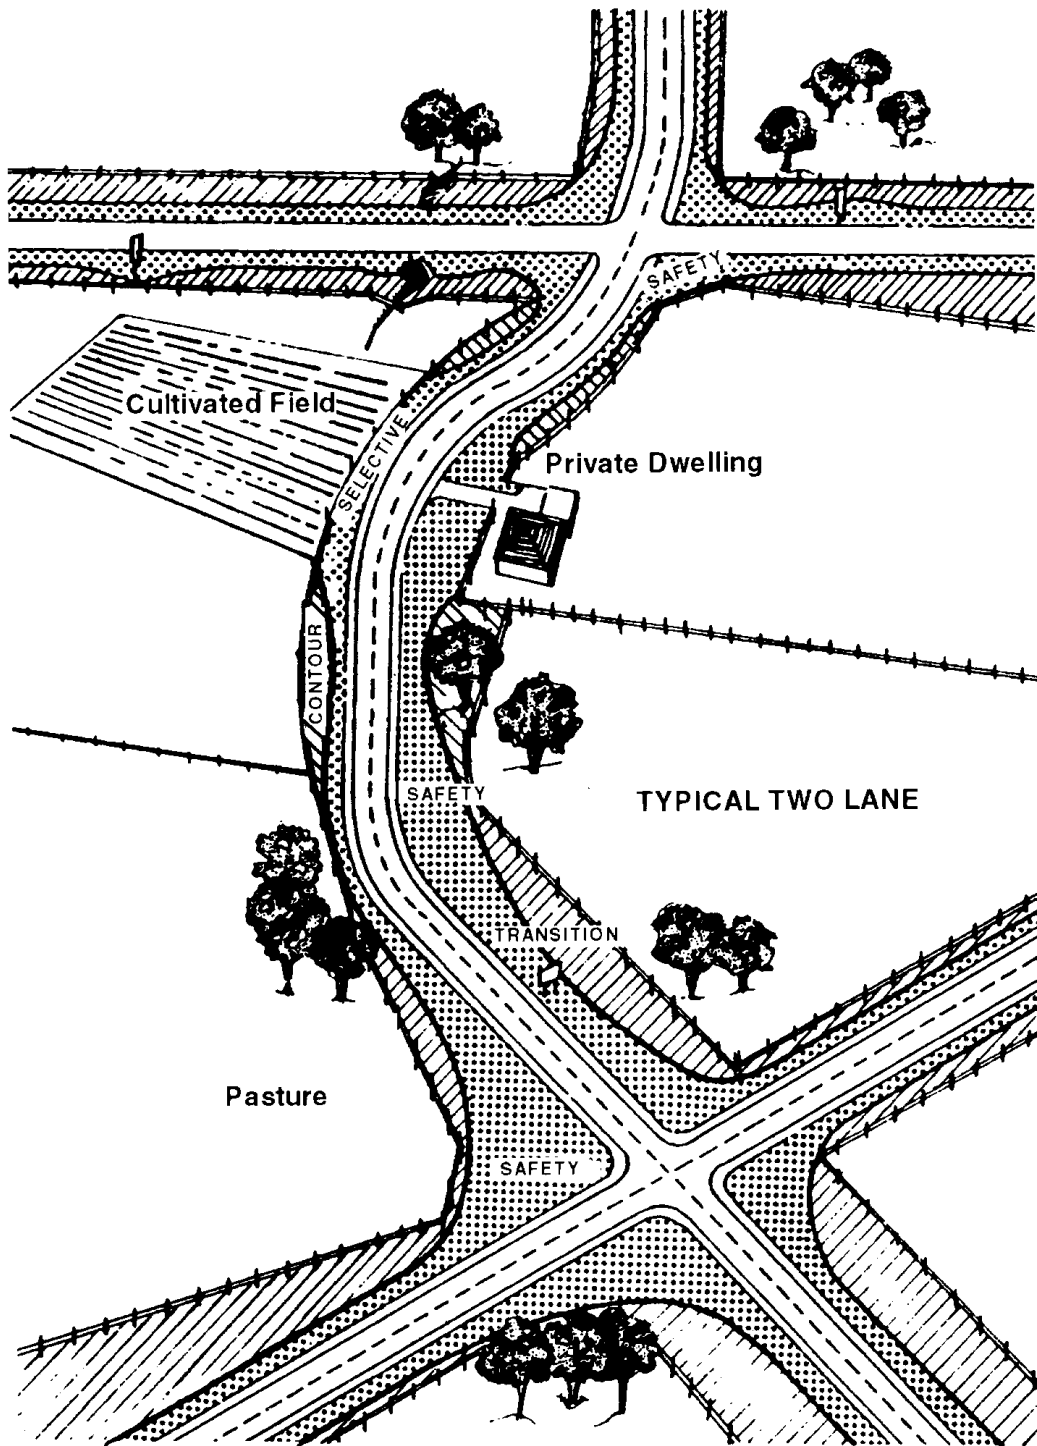 SAFETY
Cultivated Field
SELECTIVE
Private Dwelling
CONTOUR
SAFETY
TYPICAL TWO LANE
TRANSITION
Pasture
SAFETY